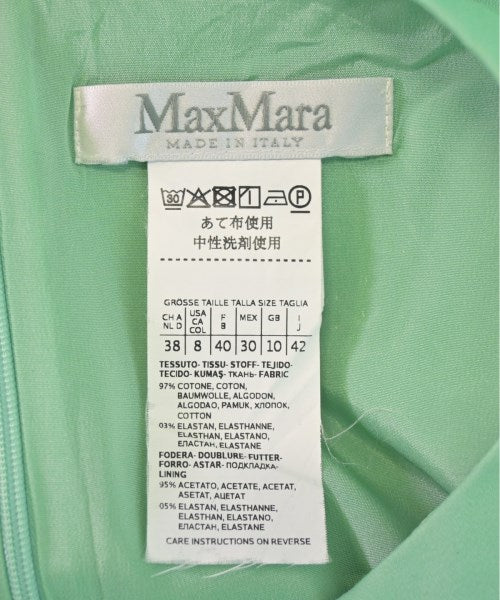 MaxMara
MADE IN ITALY
30 P
あて布使用
中性洗剤使用
GRÖSSE TAILLE TALLA SIZE TAGLIA
CH A NL D USA CA COL F B MEX GB I J
38 8 40 30 10 42
TESSUTO- TISSU- STOFF- TEJIDO-
TECIDO- KUMAŞ- ТКАНЬ- FABRIC
97% COTONE, COTON,
BAUMWOLLE, ALGODON,
ALGODAO, PAMUK, ХЛОПОК,
COTTON
03% ELASTAN, ELASTHANNE,
ELASTHAN, ELASTANO,
ЕЛАСТАН, ELASTANE
FODERA- DOUBLURE- FUTTER-
FORRO- ASTAR- ПОДКЛАДКА-
LINING
95% ACETATO, ACETATE, ACETAT,
ASETAT, АЦЕТАТ
05% ELASTAN, ELASTHANNE,
ELASTHAN, ELASTANO,
ЕЛАСТАН, ELASTANE
CARE INSTRUCTIONS ON REVERSE